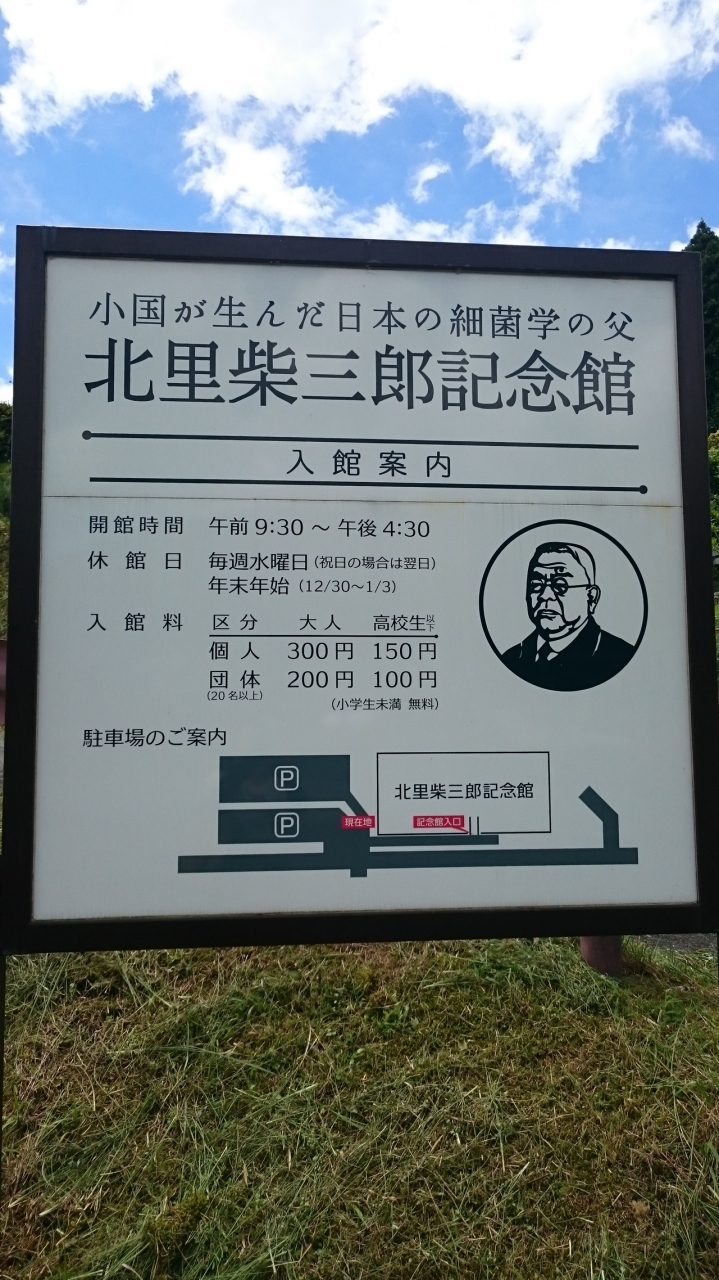 小国が生んだ日本の細菌学の父
北里柴三郎記念館
入館案内
開館時間 午前9:30 〜 午後4:30
休館日 毎週水曜日(祝日の場合は翌日)
年末年始 (12/30〜1/3)
入館料 区分 大人 高校生以下
個人 300円 150円
団体 200円 100円
(20名以上) (小学生未満 無料)
駐車場のご案内
P
北里柴三郎記念館
P
現在地 記念館入口